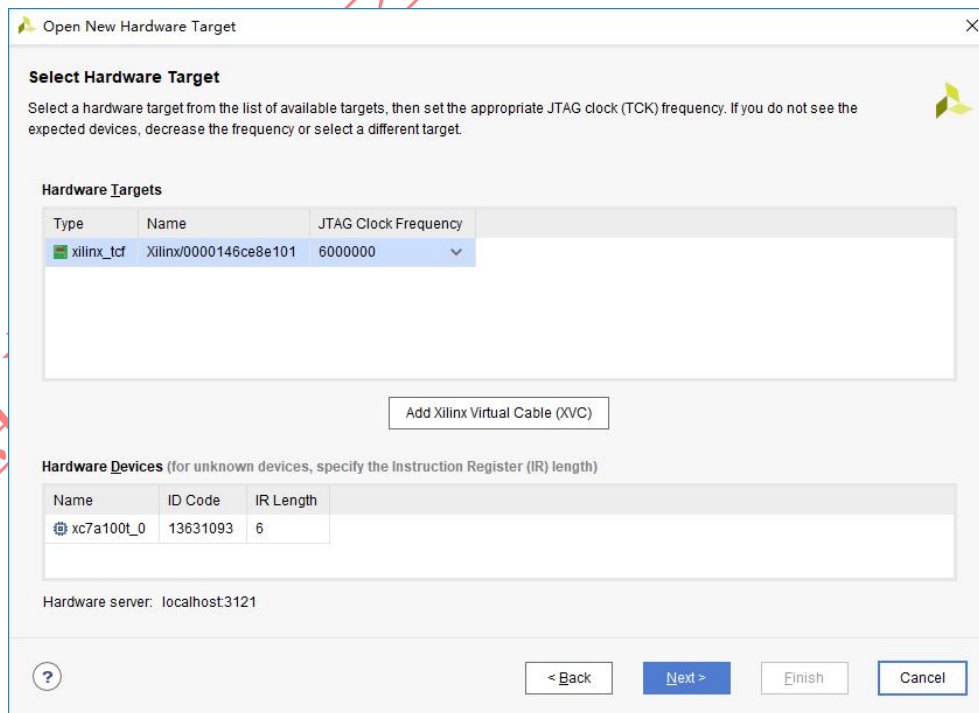 Open New Hardware Target
Select Hardware Target
Select a hardware target from the list of available targets, then set the appropriate JTAG clock (TCK) frequency. If you do not see the
expected devices, decrease the frequency or select a different target.
Hardware Targets
Type Name JTAG Clock Frequency
xilinx_tcf Xilinx/0000146ce8e101 6000000
Add Xilinx Virtual Cable (XVC)
Hardware Devices (for unknown devices, specify the Instruction Register (IR) length)
Name ID Code IR Length
xc7a100t_0 13631093 6
Hardware server: localhost:3121
? < Back Next > Finish Cancel